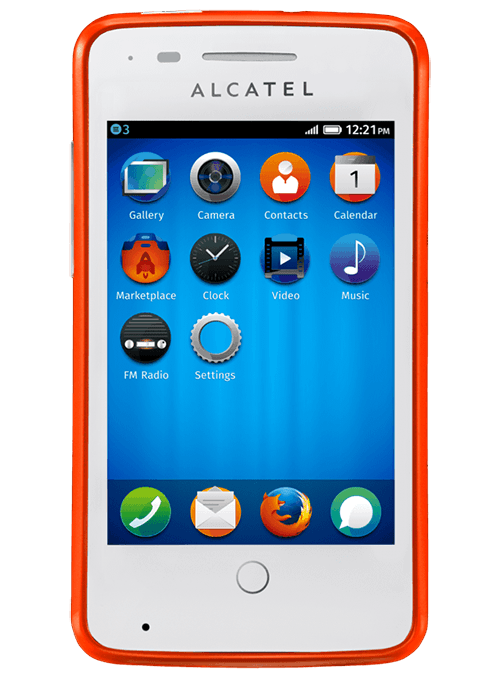 ALCATEL
3 12:21 PM
Gallery Camera Contacts Calendar
1
Marketplace Clock Video Music
FM Radio Settings